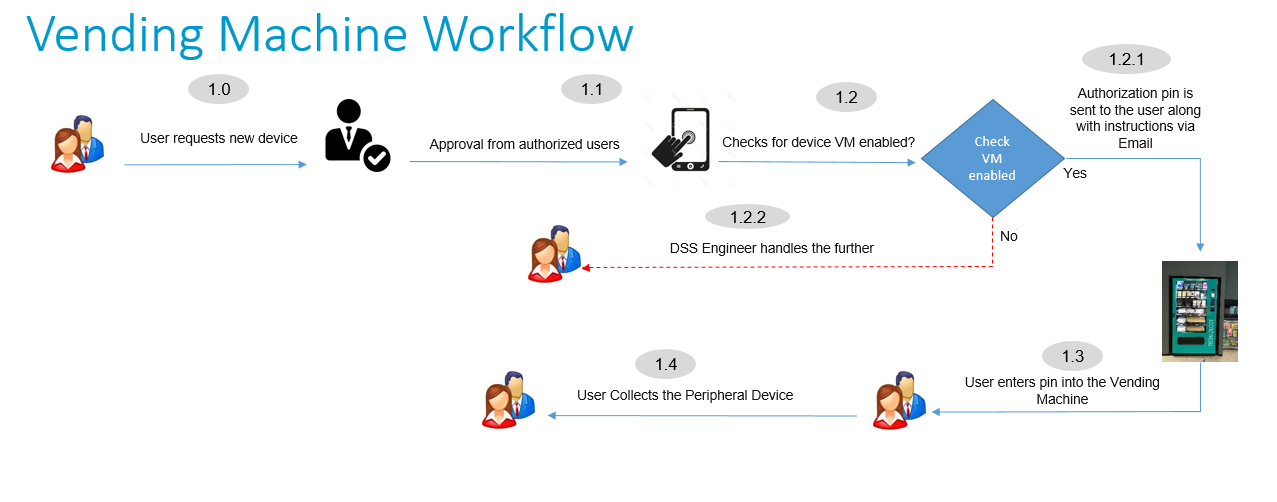 Vending Machine Workflow
1.0
User requests new device
1.1
Approval from authorized users
1.2
Checks for device VM enabled?
Check
VM
enabled
1.2.1
Authorization pin is
sent to the user along
with instructions via
Email
Yes
No
1.2.2
DSS Engineer handles the further
1.3
User enters pin into the Vending
Machine
1.4
User Collects the Peripheral Device